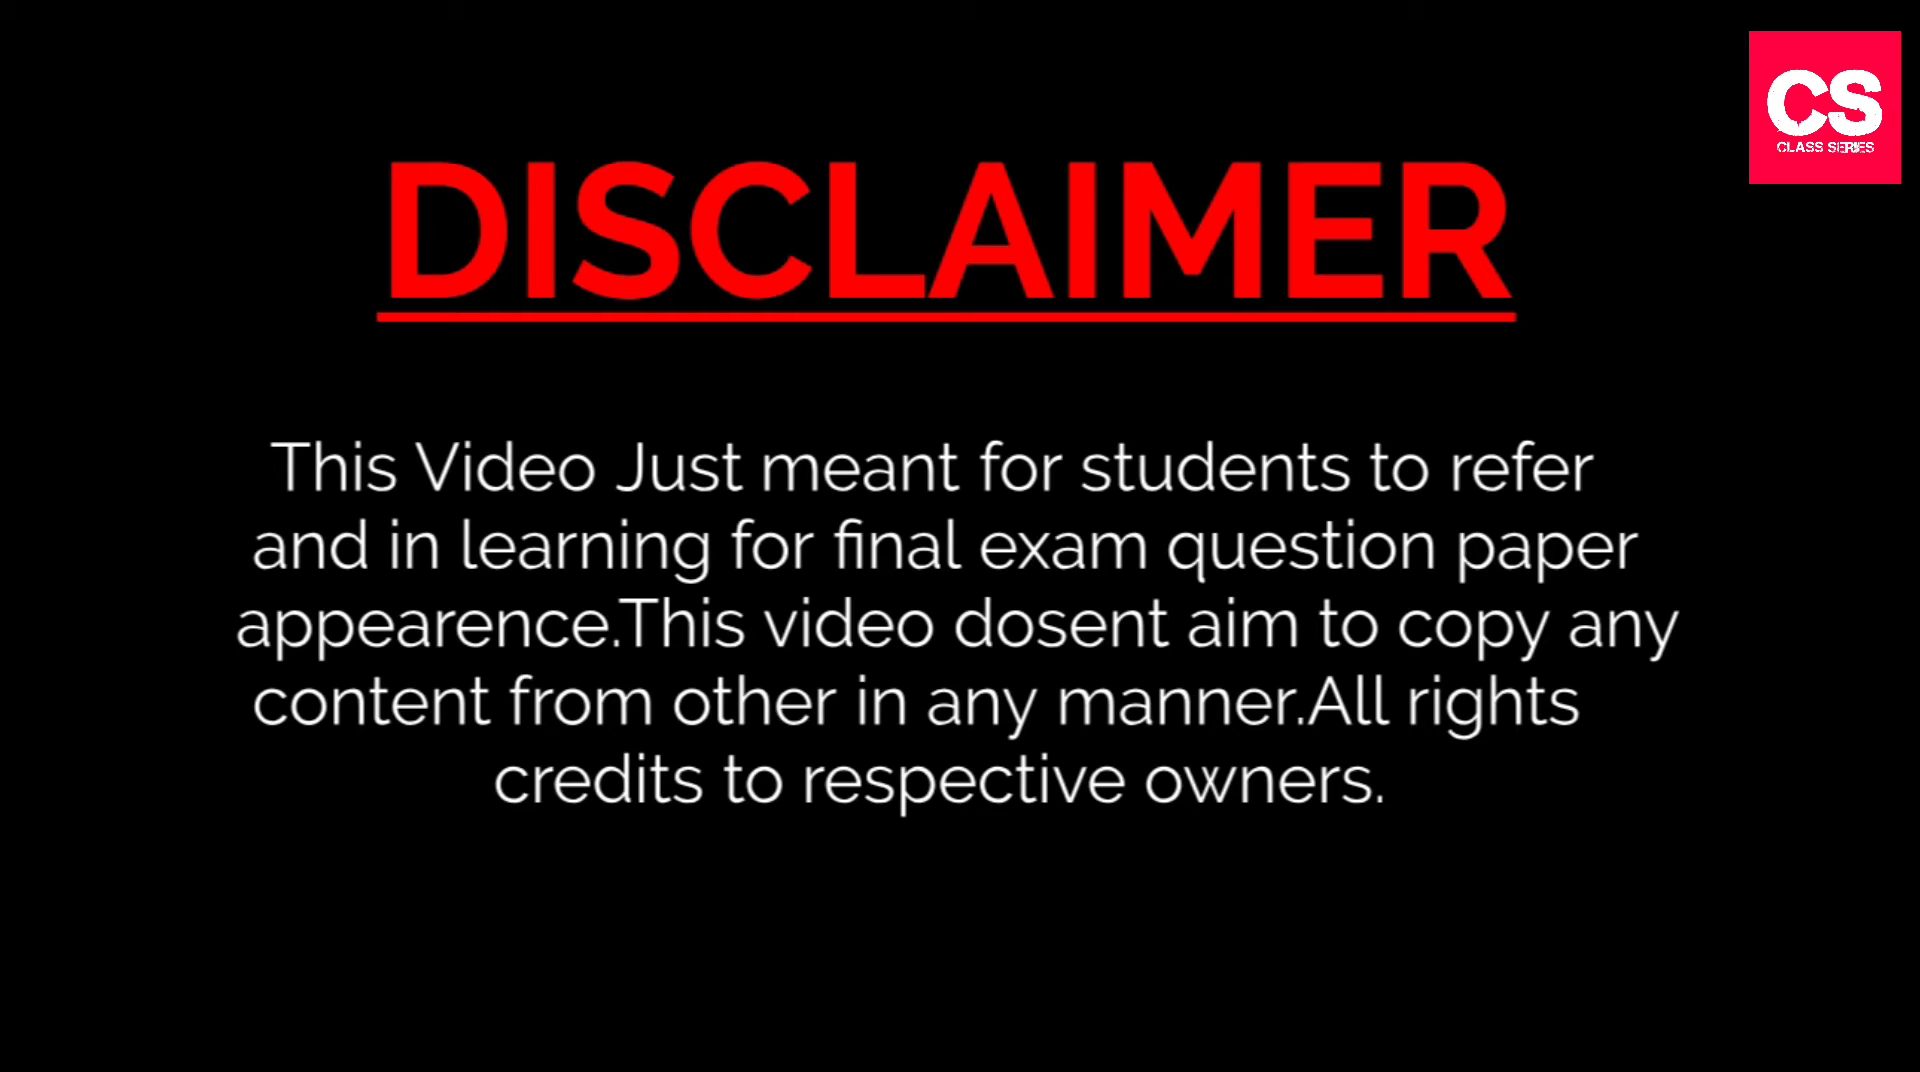 CS
CLASS SERIES
DISCLAIMER
This Video Just meant for students to refer
and in learning for final exam question paper
appearence.This video dosent aim to copy any
content from other in any manner.All rights
credits to respective owners.